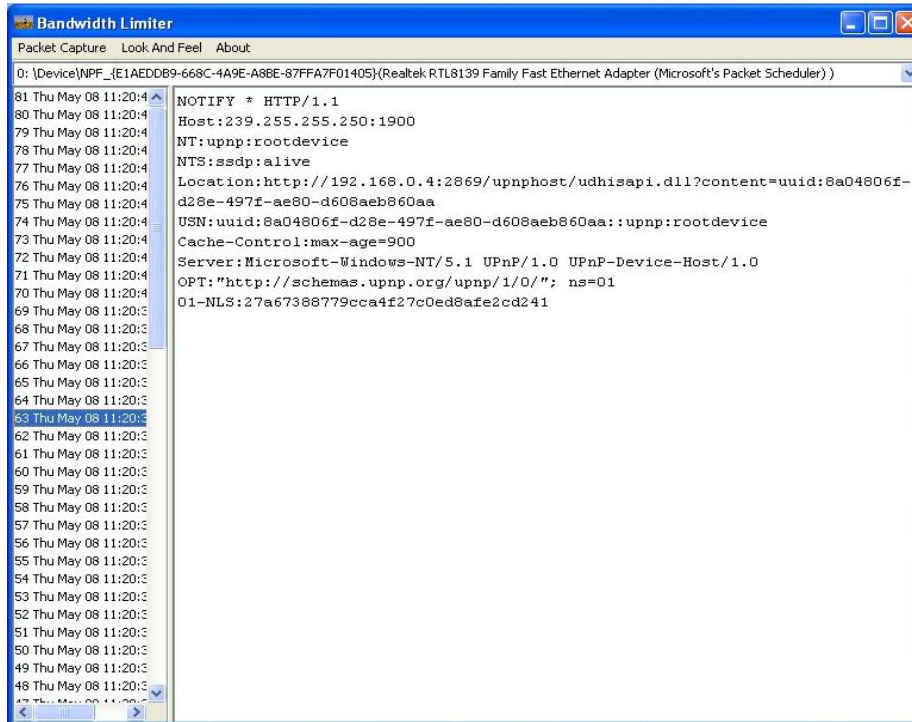 Bandwidth Limiter
Packet Capture Look And Feel About
0: \Device\NPF_{E1AEDDB9-668C-4A9E-A8BE-87FFA7F01405}(Realtek RTL8139 Family Fast Ethernet Adapter (Microsoft's Packet Scheduler) )
81 Thu May 08 11:20:4
80 Thu May 08 11:20:4
79 Thu May 08 11:20:4
78 Thu May 08 11:20:4
77 Thu May 08 11:20:4
76 Thu May 08 11:20:4
75 Thu May 08 11:20:4
74 Thu May 08 11:20:4
73 Thu May 08 11:20:4
72 Thu May 08 11:20:4
71 Thu May 08 11:20:4
70 Thu May 08 11:20:4
69 Thu May 08 11:20:3
68 Thu May 08 11:20:3
67 Thu May 08 11:20:3
66 Thu May 08 11:20:3
65 Thu May 08 11:20:3
64 Thu May 08 11:20:3
63 Thu May 08 11:20:3
62 Thu May 08 11:20:3
61 Thu May 08 11:20:3
60 Thu May 08 11:20:3
59 Thu May 08 11:20:3
58 Thu May 08 11:20:3
57 Thu May 08 11:20:3
56 Thu May 08 11:20:3
55 Thu May 08 11:20:3
54 Thu May 08 11:20:3
53 Thu May 08 11:20:3
52 Thu May 08 11:20:3
51 Thu May 08 11:20:3
50 Thu May 08 11:20:3
49 Thu May 08 11:20:3
48 Thu May 08 11:20:3
47 Thu May 08 11:20:3
NOTIFY * HTTP/1.1
Host:239.255.255.250:1900
NT:upnp:rootdevice
NTS:ssdp:alive
Location:http://192.168.0.4:2869/upnphost/udhisapi.dll?content=uuid:8a04806f-
d28e-497f-ae80-d608aeb860aa
USN:uuid:8a04806f-d28e-497f-ae80-d608aeb860aa::upnp:rootdevice
Cache-Control:max-age=900
Server:Microsoft-Windows-NT/5.1 UPnP/1.0 UPnP-Device-Host/1.0
OPT:"http://schemas.upnp.org/upnp/1/0/"; ns=01
01-NLS:27a67388779cca4f27c0ed8afe2cd241